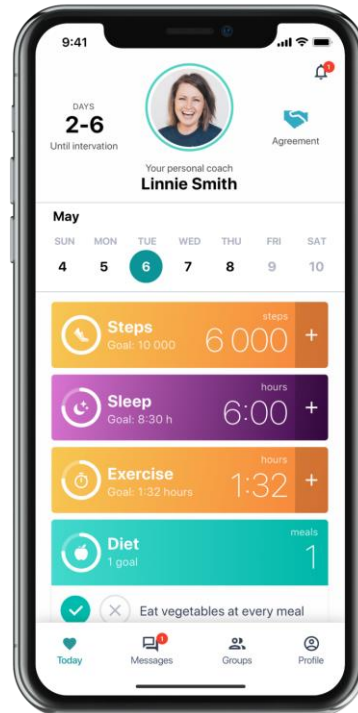 9:41
1
DAYS
2-6
Until intervation
Agreement
Your personal coach
Linnie Smith
May
SUN MON TUE WED THU FRI SAT
4 5 6 7 8 9 10
Steps
Goal: 10 000
steps
6 000
+
Sleep
Goal: 8:30 h
hours
6:00
+
Exercise
Goal: 1:32 hours
hours
1:32
+
Diet
1 goal
meals
1
Eat vegetables at every meal
1
Today Messages Groups Profile